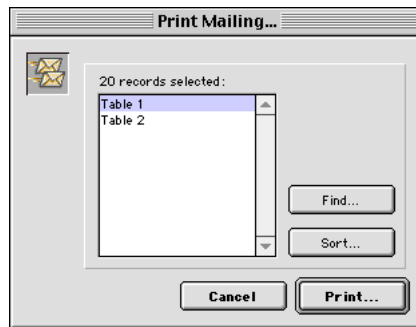 Print Mailing...
20 records selected:
Table 1
Table 2
Find...
Sort...
Cancel
Print...